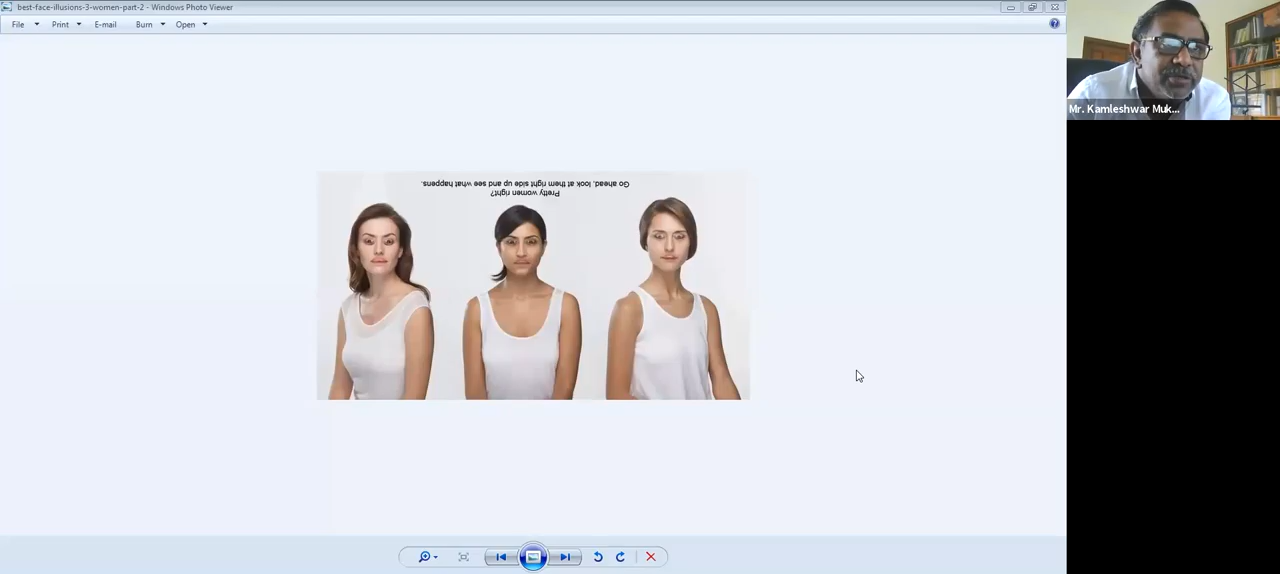 best-face-illusions-3-women-part-2 - Windows Photo Viewer
File Print E-mail Burn Open
Mr. Kamleshwar Muk...
Pretty women right?
Go ahead, look at them right side up and see what happens.